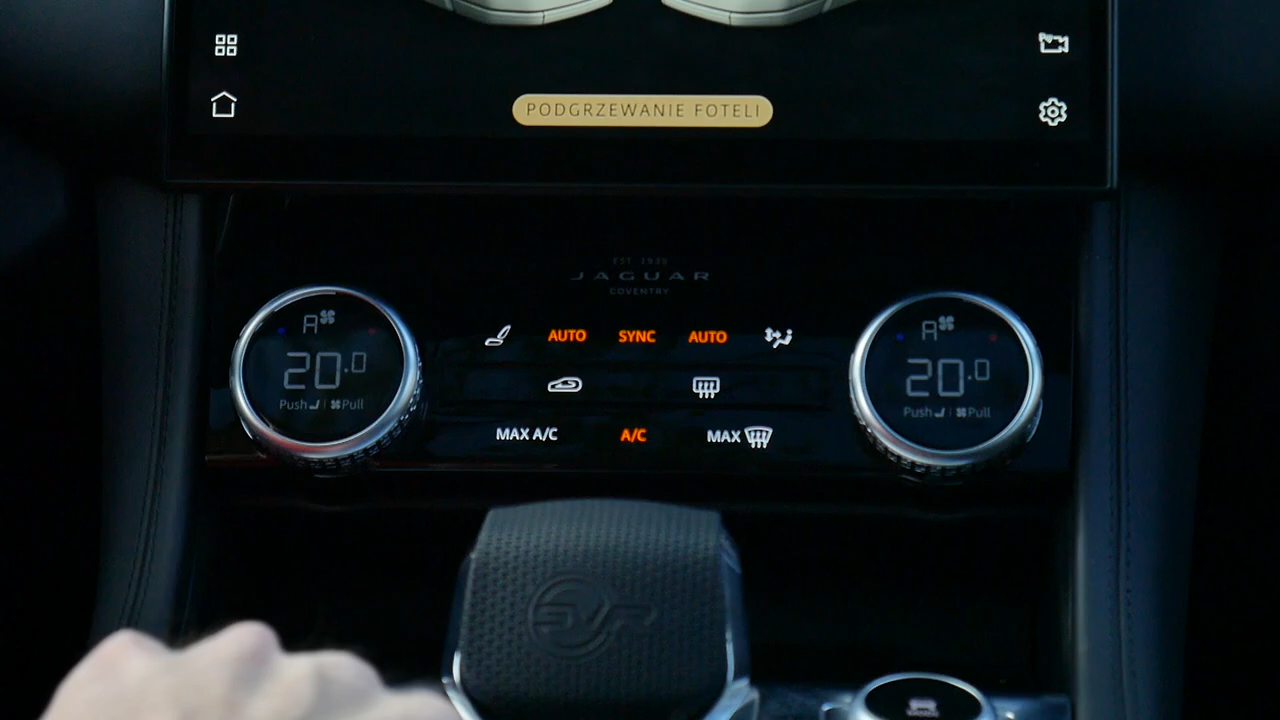 PODGRZEWANIE FOTELI
EST. 1935
JAGUAR
COVENTRY
A
20.0
Push Pull
AUTO SYNC AUTO
MAX A/C A/C MAX
A
20.0
Push Pull
SVR